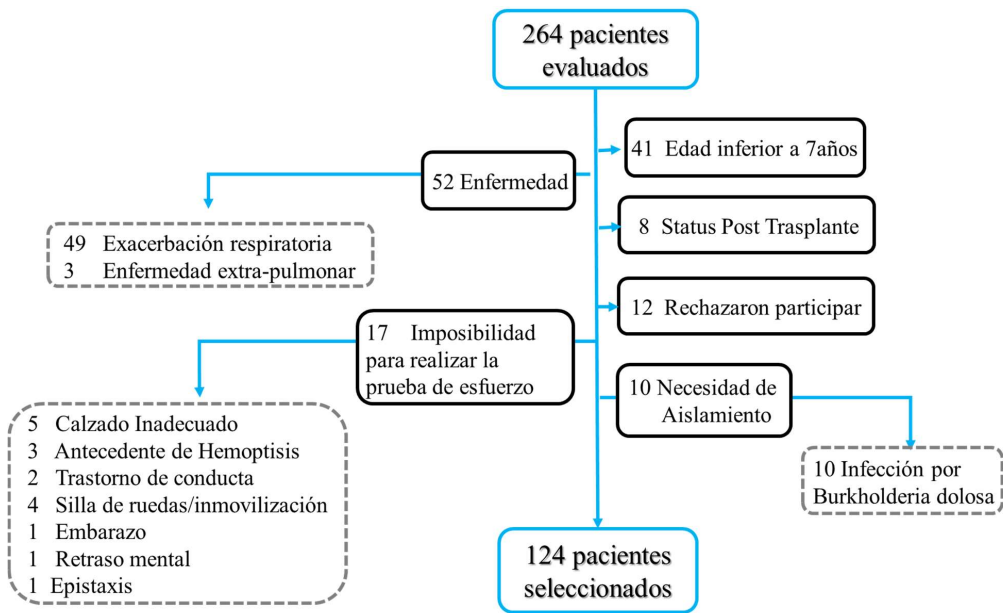 264 pacientes
evaluados
41 Edad inferior a 7años
52 Enfermedad
8 Status Post Trasplante
49 Exacerbación respiratoria
3 Enfermedad extra-pulmonar
12 Rechazaron participar
17 Imposibilidad
para realizar la
prueba de esfuerzo
10 Necesidad de
Aislamiento
5 Calzado Inadecuado
3 Antecedente de Hemoptisis
2 Trastorno de conducta
4 Silla de ruedas/inmovilización
1 Embarazo
1 Retraso mental
1 Epistaxis
10 Infección por
Burkholderia dolosa
124 pacientes
seleccionados